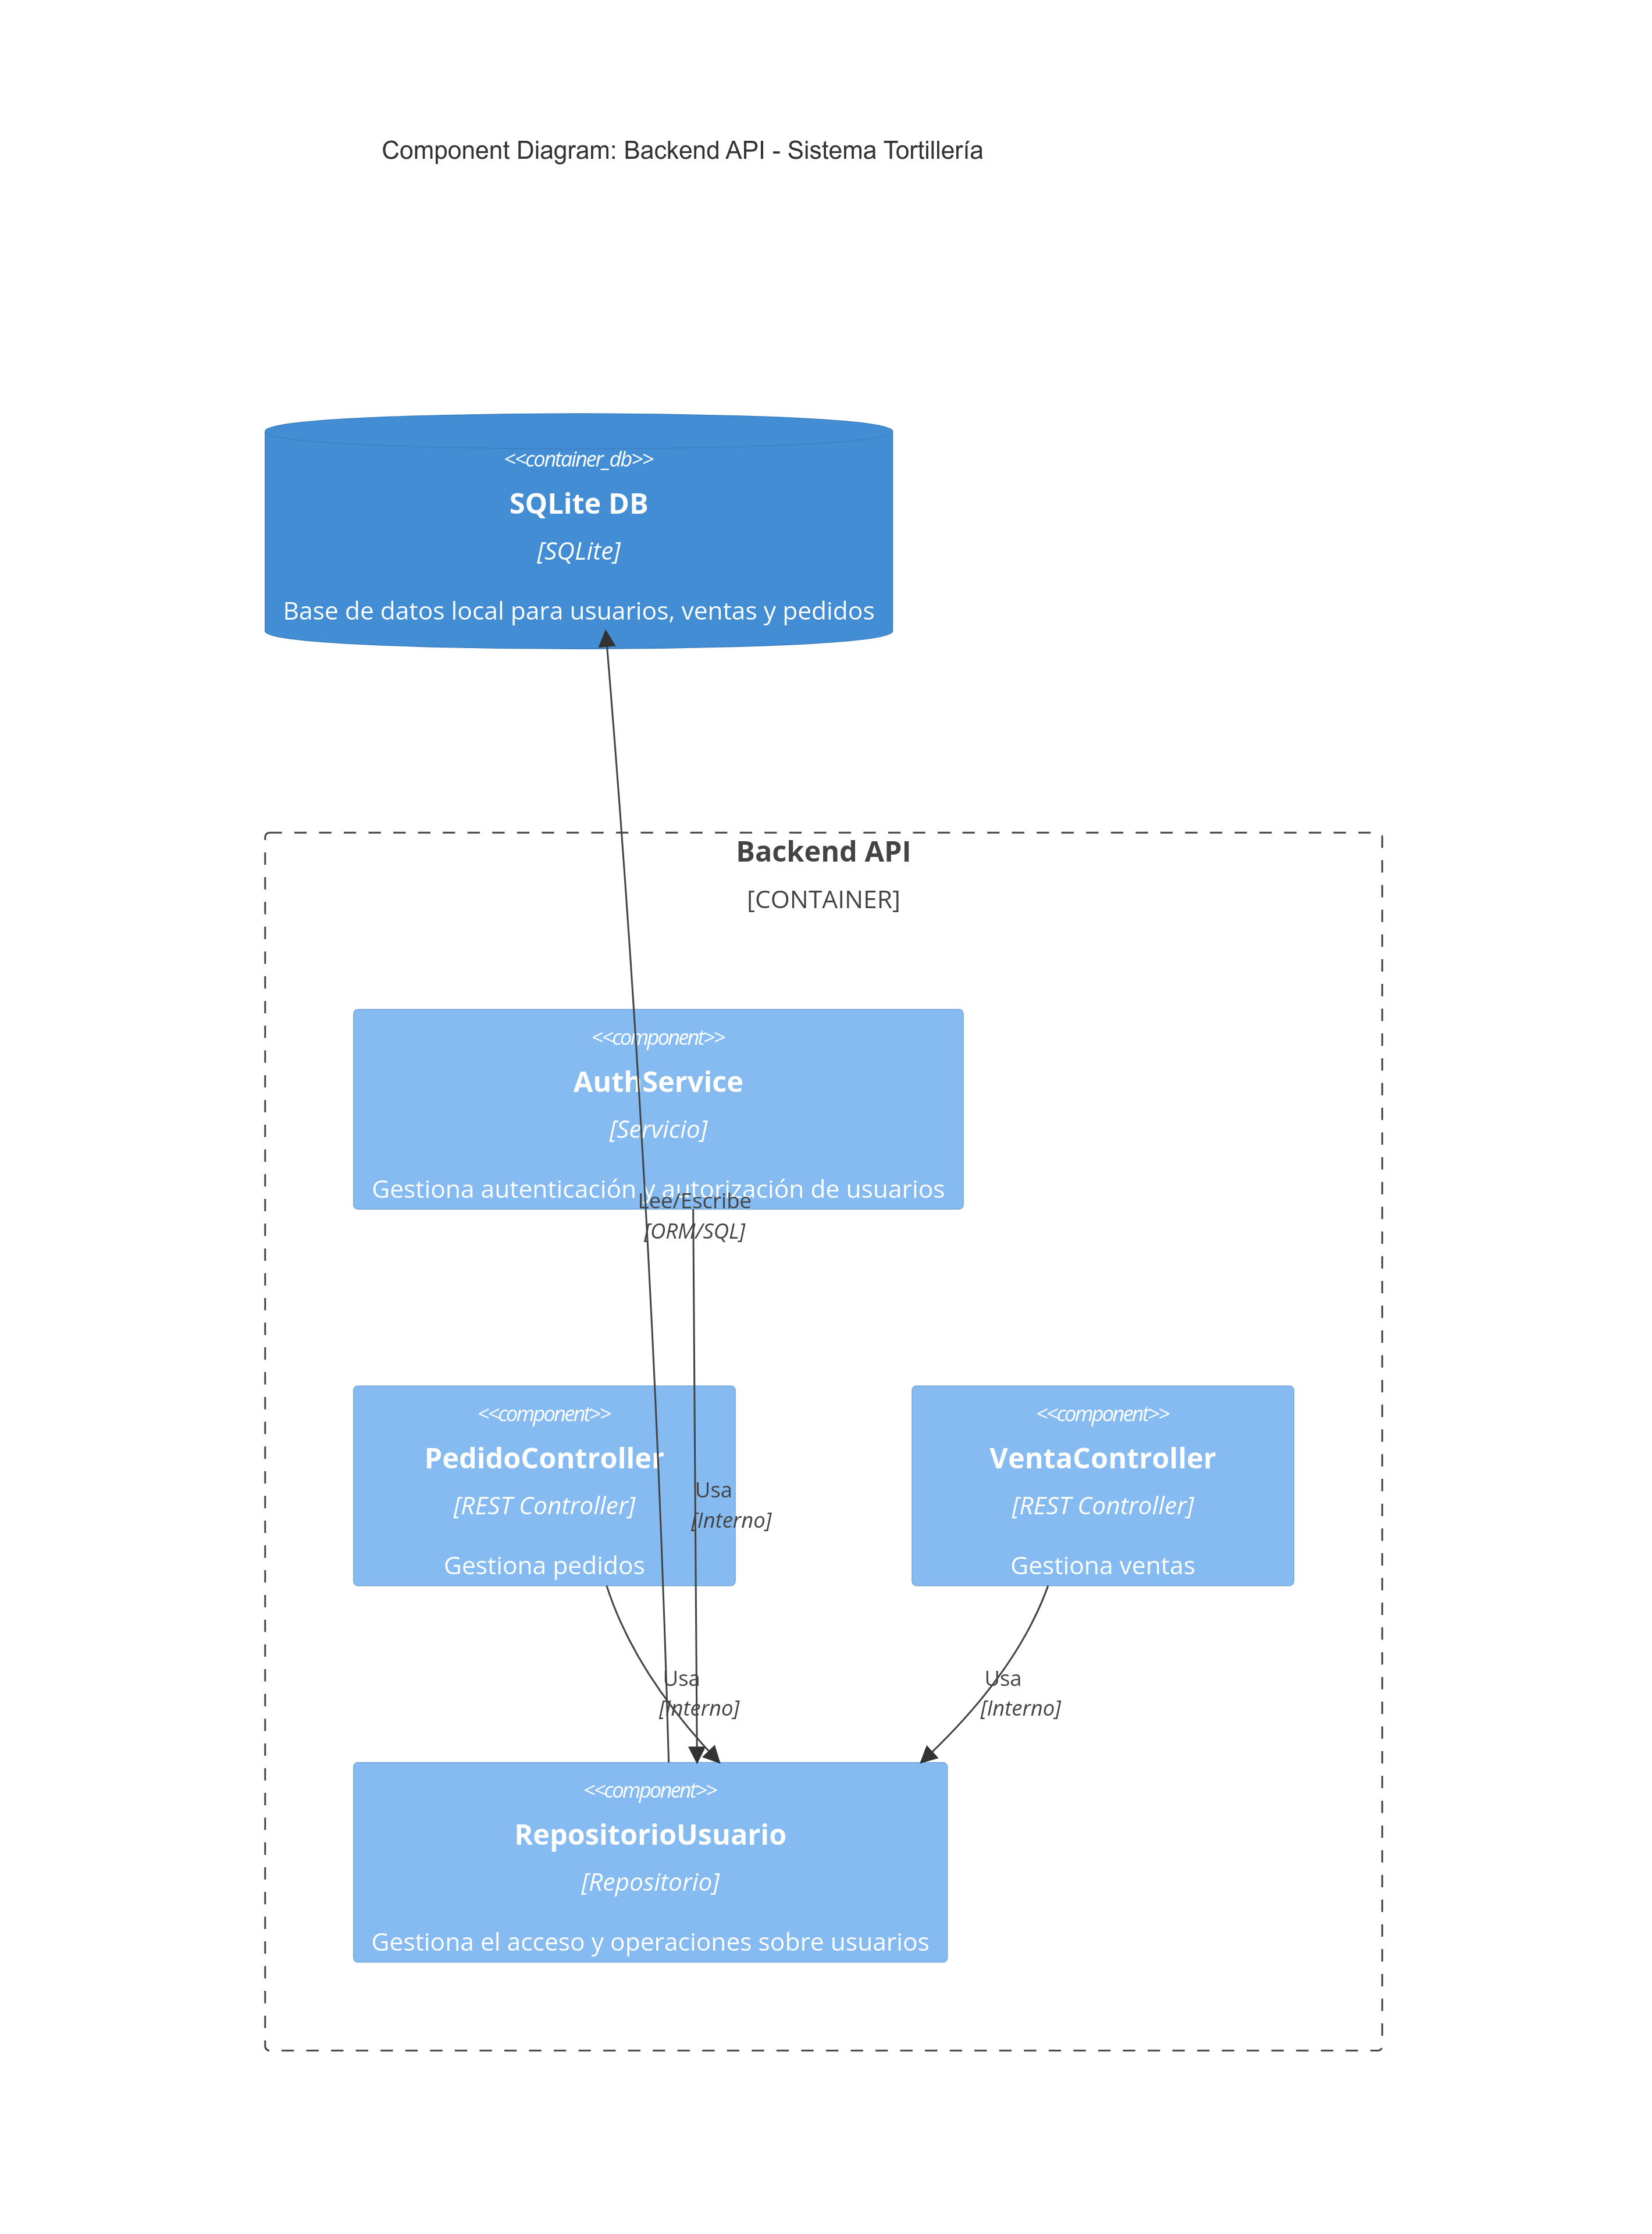 Component Diagram: Backend API - Sistema Tortillería
<<container_db>>
SQLite DB
[SQLite]
Base de datos local para usuarios, ventas y pedidos
Backend API
[CONTAINER]
<<component>>
AuthService
[Servicio]
Gestiona autenticación y autorización de usuarios
Lee/Escribe
[ORM/SQL]
<<component>>
PedidoController
[REST Controller]
Gestiona pedidos
Usa
[Interno]
<<component>>
VentaController
[REST Controller]
Gestiona ventas
Usa
[Interno]
Usa
[Interno]
<<component>>
RepositorioUsuario
[Repositorio]
Gestiona el acceso y operaciones sobre usuarios